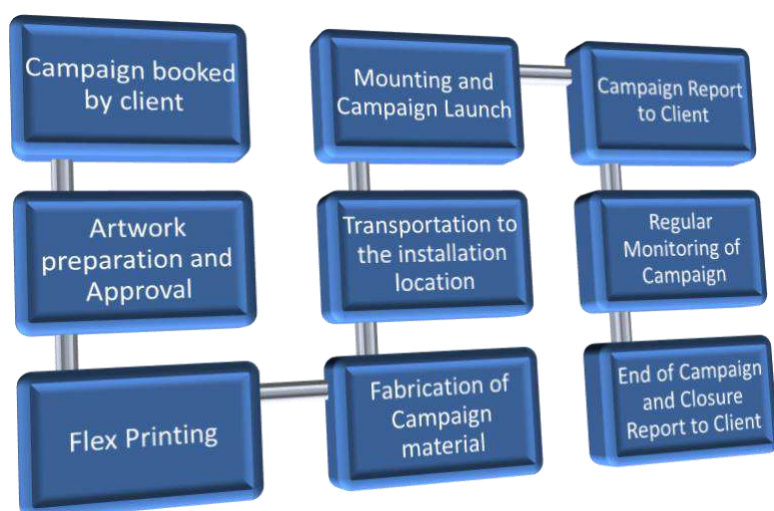 Campaign booked
by client
Artwork
preparation and
Approval
Flex Printing
Fabrication of
Campaign
material
Transportation to
the installation
location
Mounting and
Campaign Launch
Campaign Report
to Client
Regular
Monitoring of
Campaign
End of Campaign
and Closure
Report to Client